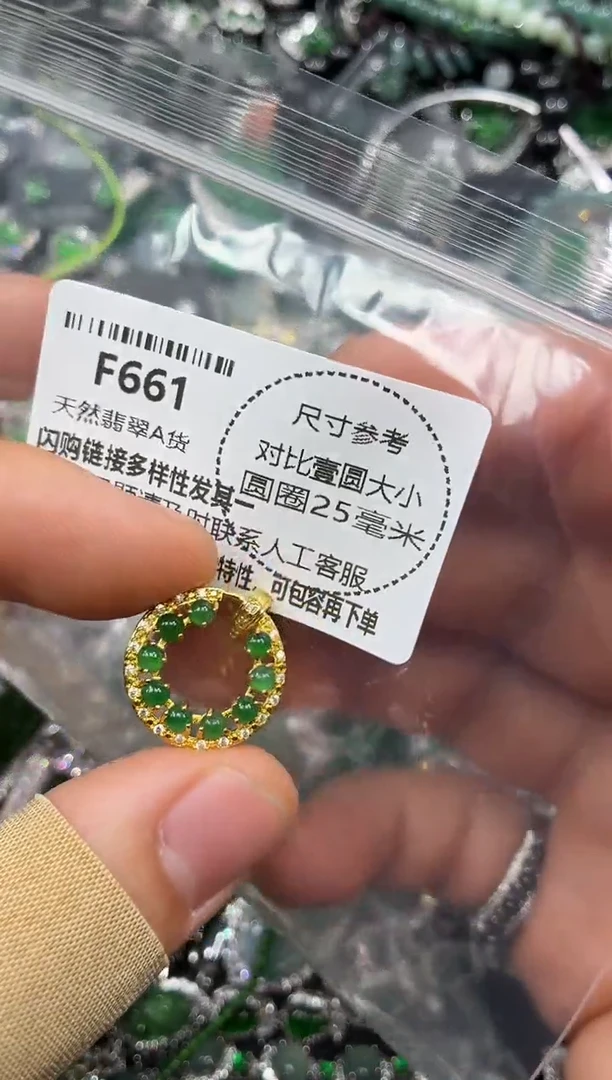 F661
天然翡翠A货
闪购链接多样性发其一
联系人工客服
特性，可包容再下单
尺寸参考
对比壹圆大小
圆圈25毫米